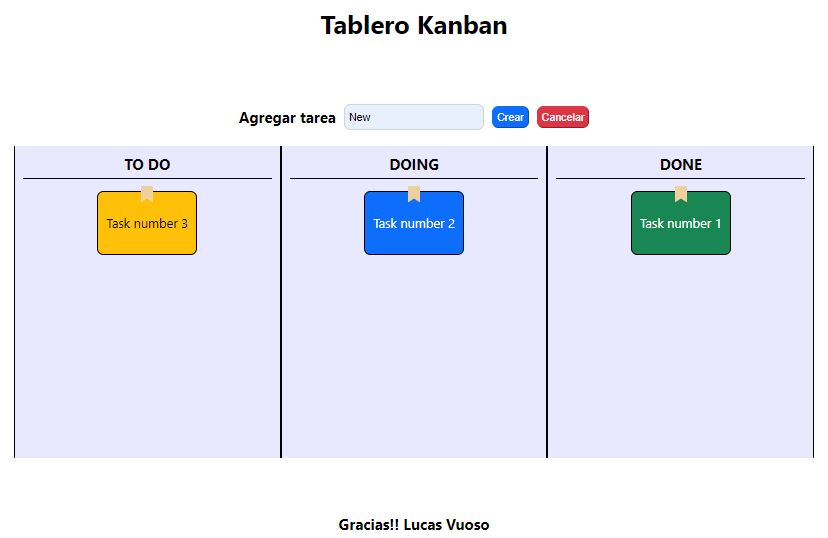 Tablero Kanban
Agregar tarea New Crear Cancelar
TO DO DOING DONE
Task number 3 Task number 2 Task number 1
Gracias!! Lucas Vuoso